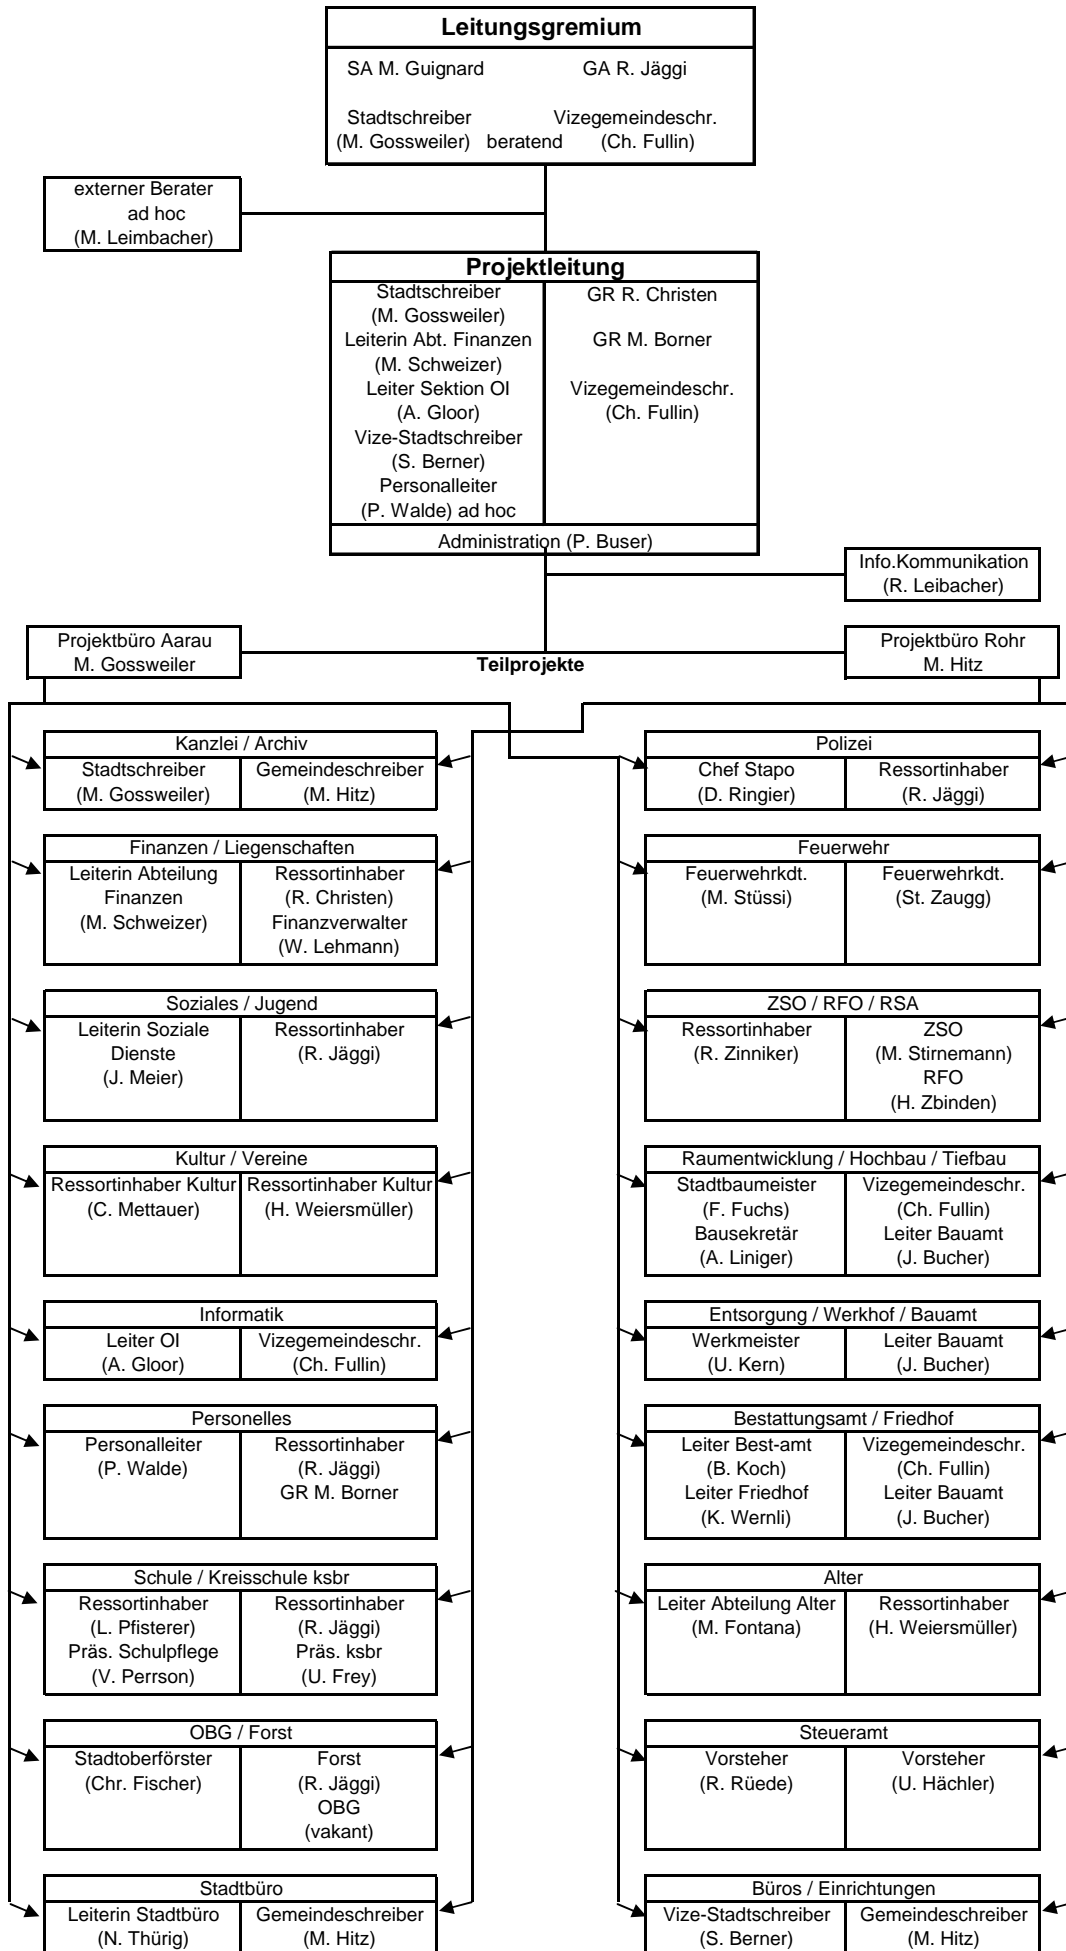 Leitungsgremium
SA M. Guignard GA R. Jäggi
Stadtschreiber Vizegemeindeschr.
(M. Gossweiler) beratend (Ch. Fullin)
externer Berater
ad hoc
(M. Leimbacher)
Projektleitung
Stadtschreiber
(M. Gossweiler)
Leiterin Abt. Finanzen
(M. Schweizer)
Leiter Sektion OI
(A. Gloor)
Vize-Stadtschreiber
(S. Berner)
Personalleiter
(P. Walde) ad hoc
GR R. Christen
GR M. Borner
Vizegemeindeschr.
(Ch. Fullin)
Administration (P. Buser)
Info.Kommunikation
(R. Leibacher)
Projektbüro Aarau
M. Gossweiler
Teilprojekte
Projektbüro Rohr
M. Hitz
Kanzlei / Archiv
Stadtschreiber
(M. Gossweiler)
Gemeindeschreiber
(M. Hitz)
Finanzen / Liegenschaften
Leiterin Abteilung
Finanzen
(M. Schweizer)
Ressortinhaber
(R. Christen)
Finanzverwalter
(W. Lehmann)
Soziales / Jugend
Leiterin Soziale
Dienste
(J. Meier)
Ressortinhaber
(R. Jäggi)
Kultur / Vereine
Ressortinhaber Kultur
(C. Mettauer)
Ressortinhaber Kultur
(H. Weiersmüller)
Informatik
Leiter OI
(A. Gloor)
Vizegemeindeschr.
(Ch. Fullin)
Personelles
Personalleiter
(P. Walde)
Ressortinhaber
(R. Jäggi)
GR M. Borner
Schule / Kreisschule ksbr
Ressortinhaber
(L. Pfisterer)
Präs. Schulpflege
(V. Perrson)
Ressortinhaber
(R. Jäggi)
Präs. ksbr
(U. Frey)
OBG / Forst
Stadtoberförster
(Chr. Fischer)
Forst
(R. Jäggi)
OBG
(vakant)
Stadtbüro
Leiterin Stadtbüro
(N. Thürig)
Gemeindeschreiber
(M. Hitz)
Polizei
Chef Stapo
(D. Ringier)
Ressortinhaber
(R. Jäggi)
Feuerwehr
Feuerwehrkdt.
(M. Stüssi)
Feuerwehrkdt.
(St. Zaugg)
ZSO / RFO / RSA
Ressortinhaber
(R. Zinniker)
ZSO
(M. Stirnemann)
RFO
(H. Zbinden)
Raumentwicklung / Hochbau / Tiefbau
Stadtbaumeister
(F. Fuchs)
Bausekretär
(A. Liniger)
Vizegemeindeschr.
(Ch. Fullin)
Leiter Bauamt
(J. Bucher)
Entsorgung / Werkhof / Bauamt
Werkmeister
(U. Kern)
Leiter Bauamt
(J. Bucher)
Bestattungsamt / Friedhof
Leiter Best-amt
(B. Koch)
Leiter Friedhof
(K. Wernli)
Vizegemeindeschr.
(Ch. Fullin)
Leiter Bauamt
(J. Bucher)
Alter
Leiter Abteilung Alter
(M. Fontana)
Ressortinhaber
(H. Weiersmüller)
Steueramt
Vorsteher
(R. Rüede)
Vorsteher
(U. Hächler)
Büros / Einrichtungen
Vize-Stadtschreiber
(S. Berner)
Gemeindeschreiber
(M. Hitz)